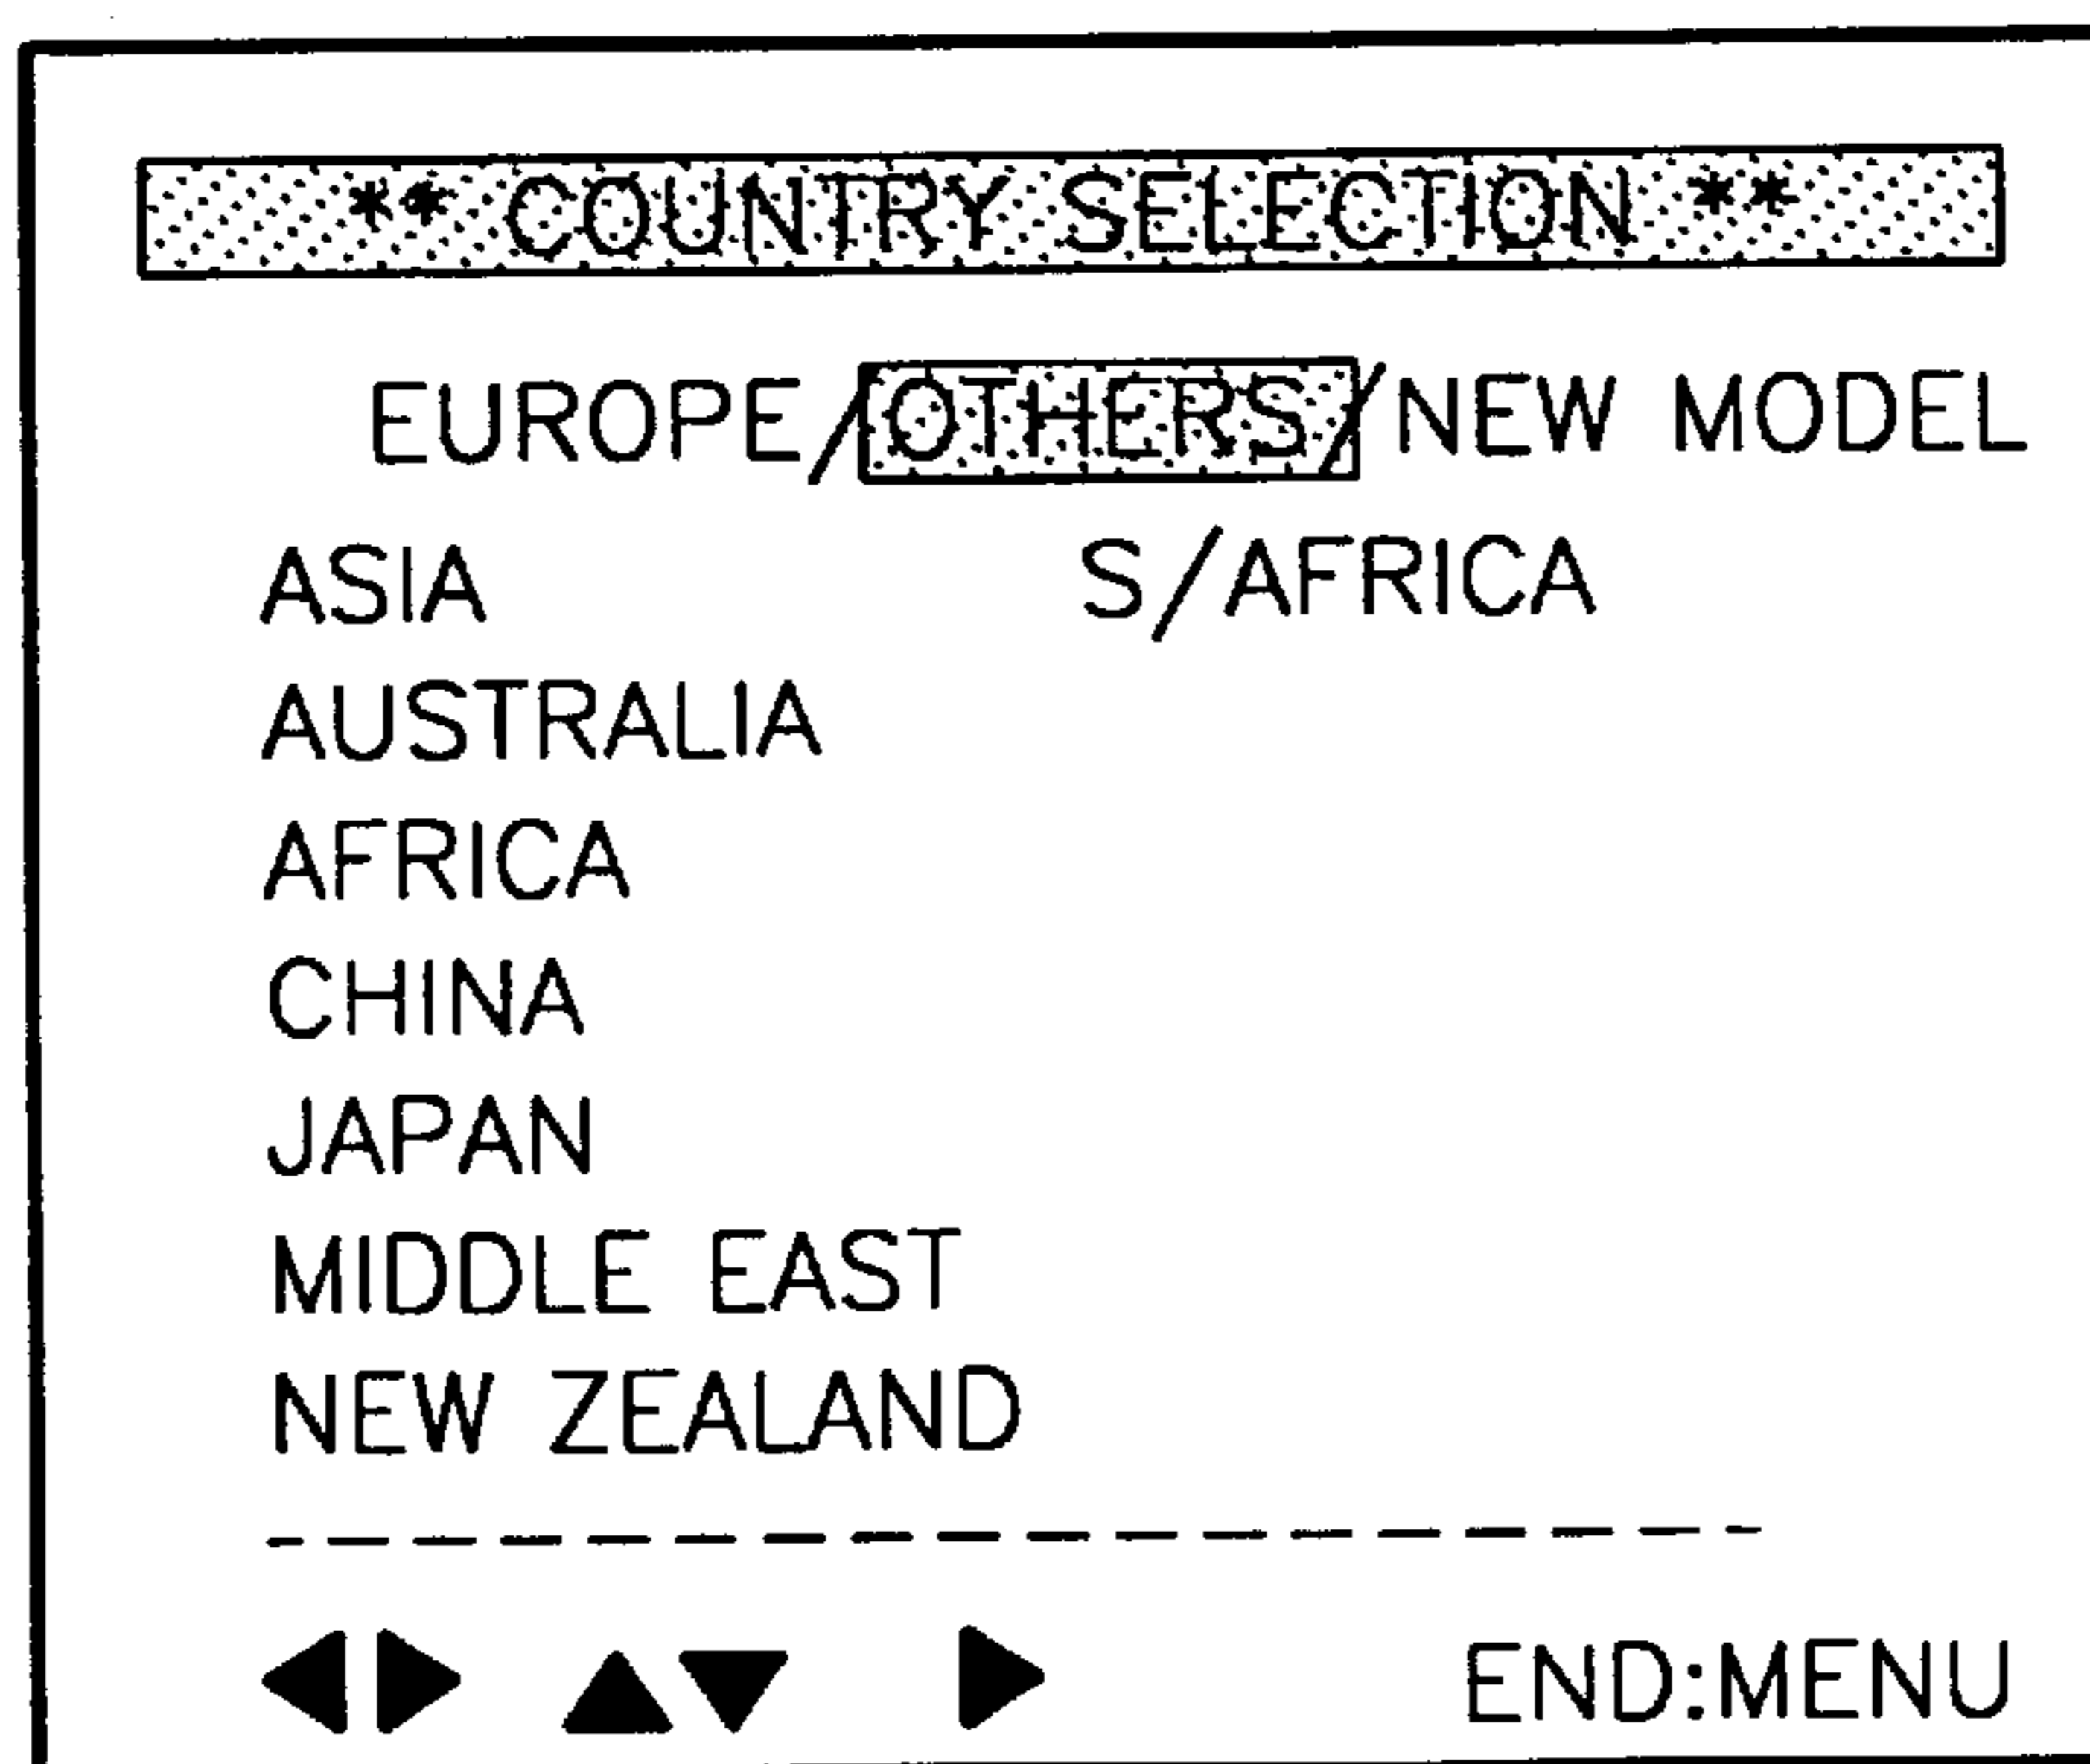 ** COUNTRY SELECTION **
EUROPE/OTHERS/NEW MODEL
ASIA S/AFRICA
AUSTRALIA
AFRICA
CHINA
JAPAN
MIDDLE EAST
NEW ZEALAND
END:MENU